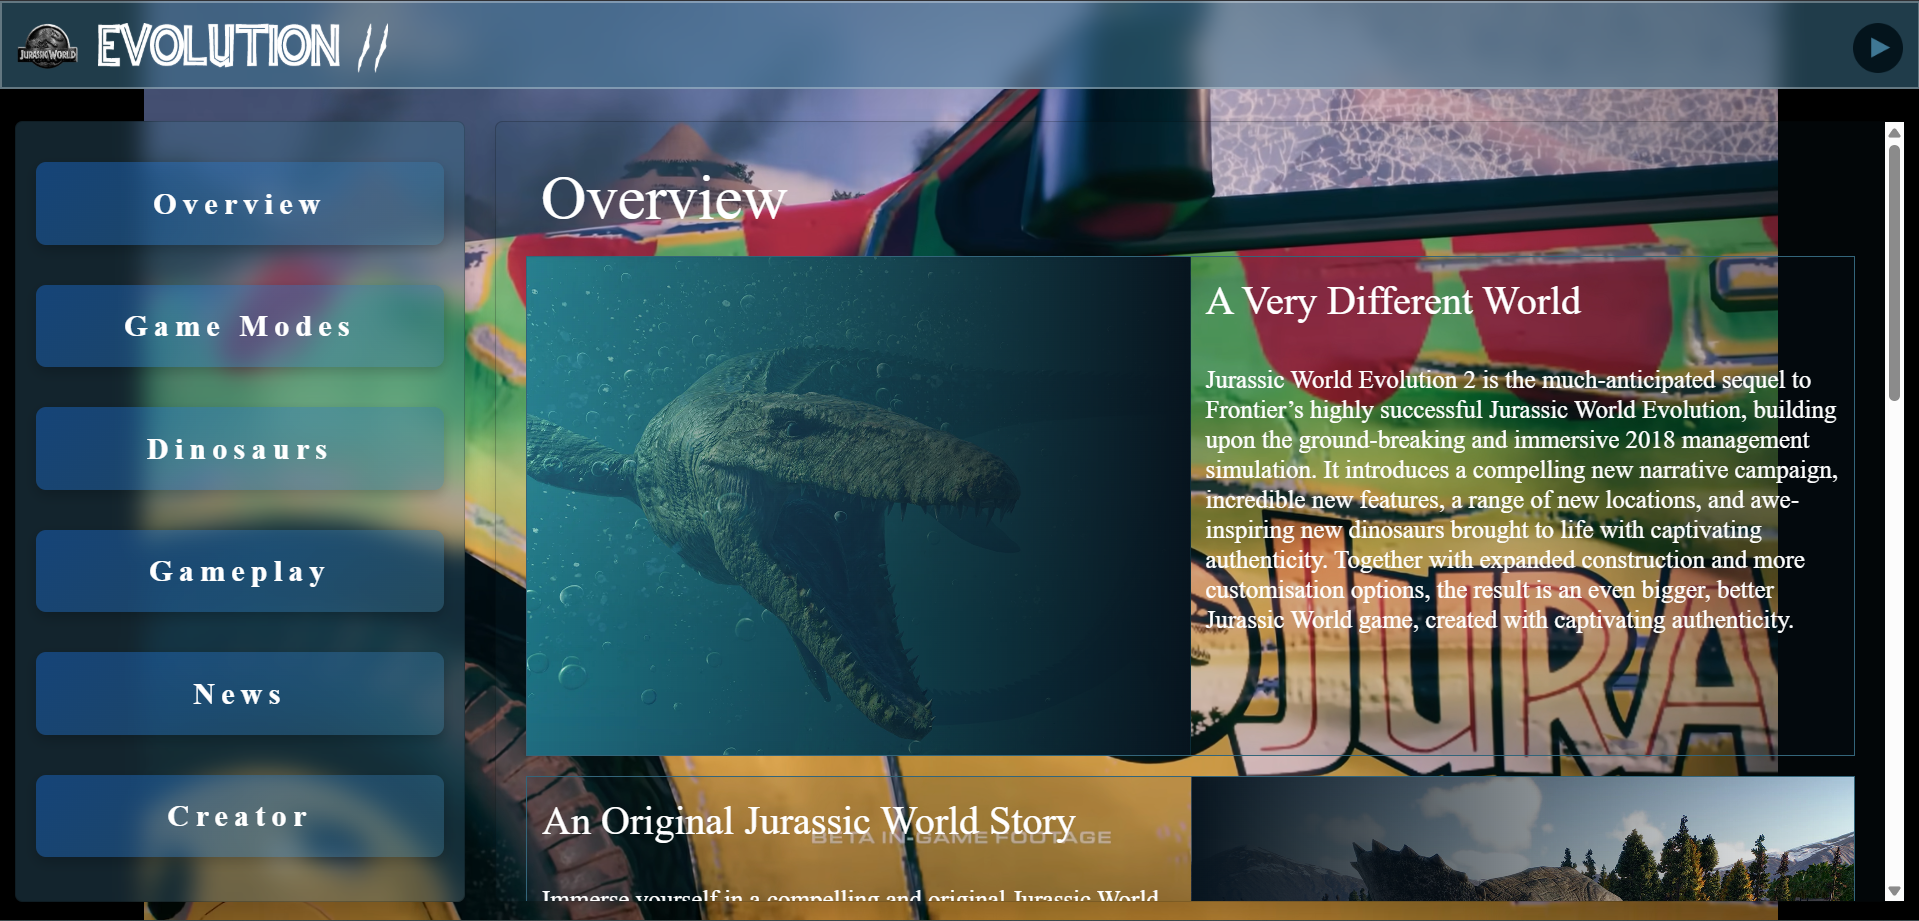 JURASSIC WORLD
EVOLUTION
Overview
Game Modes
Dinosaurs
Gameplay
News
Creator
Overview
A Very Different World
Jurassic World Evolution 2 is the much-anticipated sequel to
Frontier’s highly successful Jurassic World Evolution, building
upon the ground-breaking and immersive 2018 management
simulation. It introduces a compelling new narrative campaign,
incredible new features, a range of new locations, and awe-
inspiring new dinosaurs brought to life with captivating
authenticity. Together with expanded construction and more
customisation options, the result is an even bigger, better
Jurassic World game, created with captivating authenticity.
JURA
An Original Jurassic World Story
BETA IN-GAME FOOTAGE
Immerse yourself in a compelling and original Jurassic World